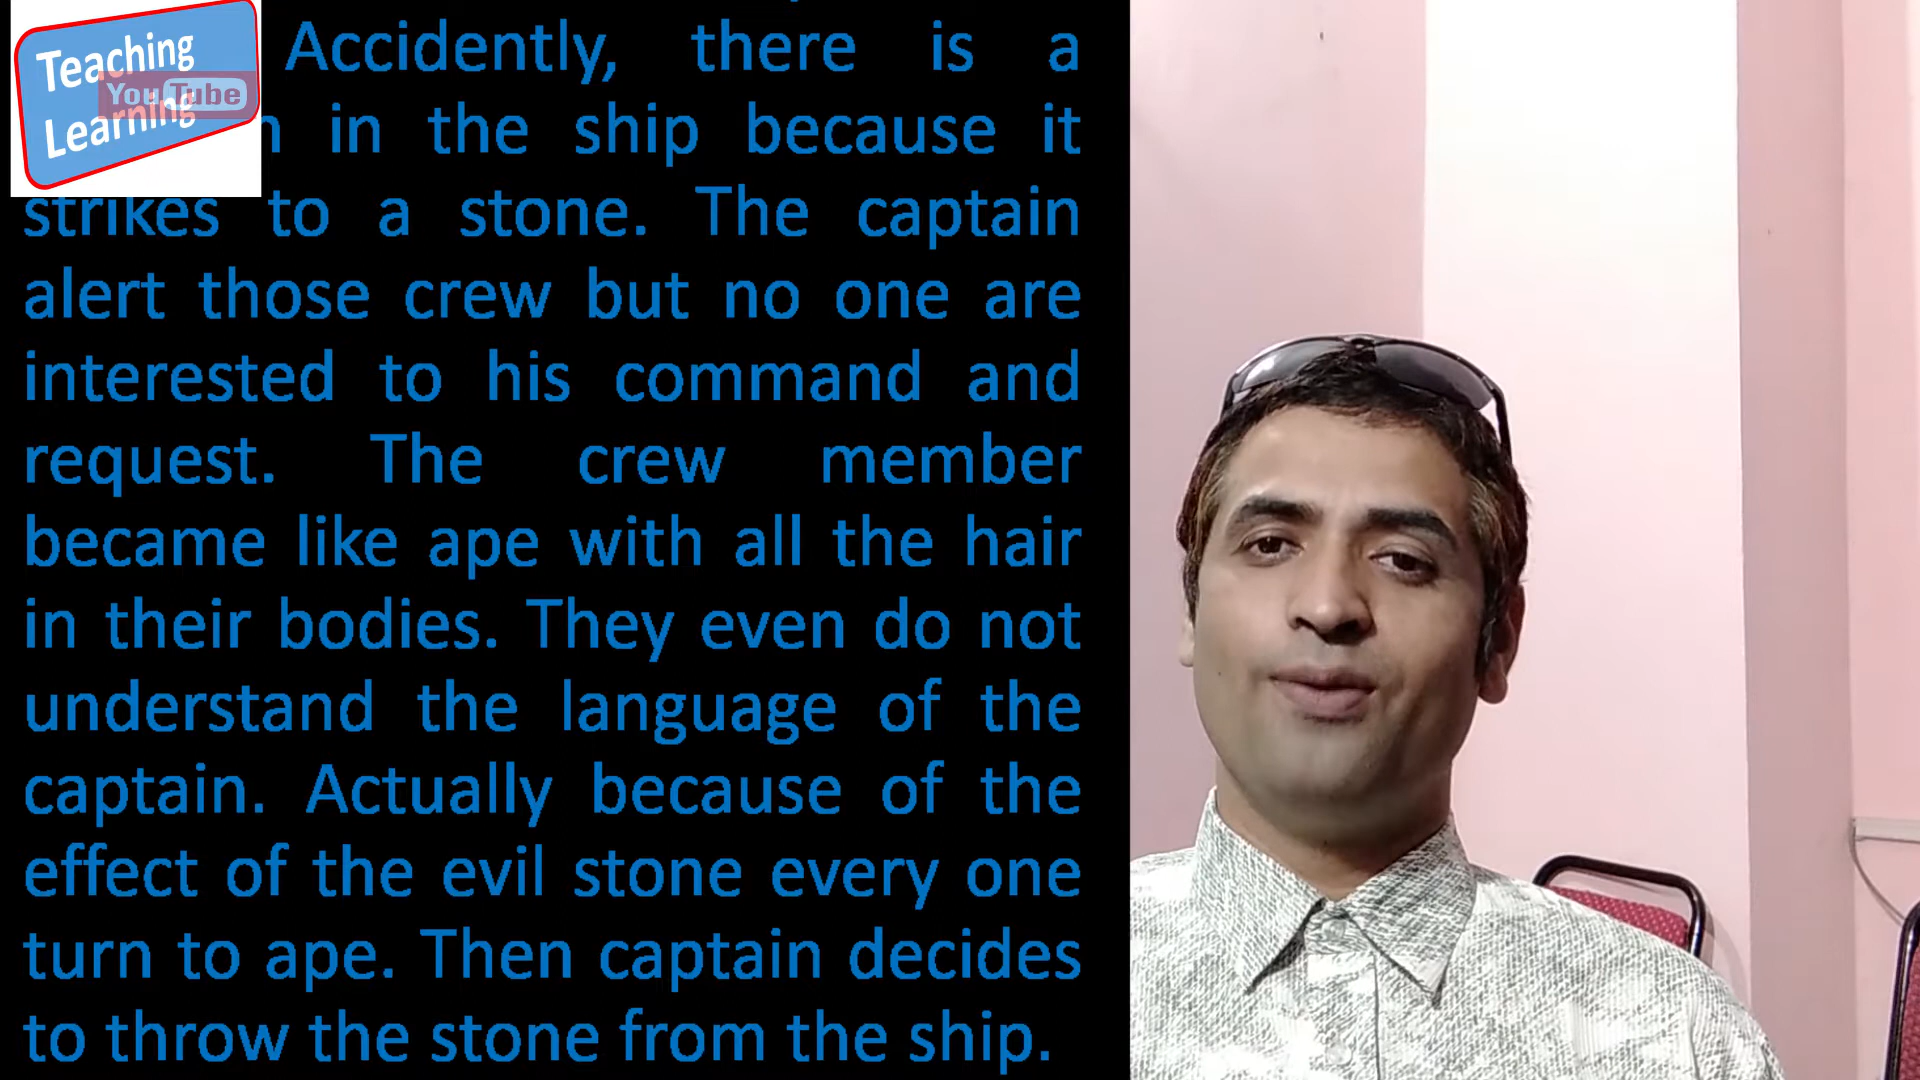 Teaching
Learning
YouTube
Accidently, there is a
in the ship because it
strikes to a stone. The captain
alert those crew but no one are
interested to his command and
request. The crew member
became like ape with all the hair
in their bodies. They even do not
understand the language of the
captain. Actually because of the
effect of the evil stone every one
turn to ape. Then captain decides
to throw the stone from the ship.